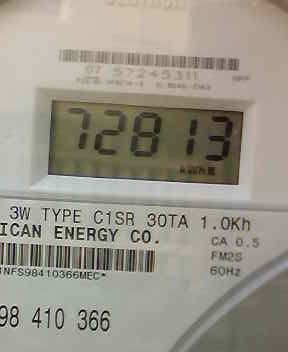 07 57245311
72813
kWh
3W TYPE C1SR 30TA 1.0Kh
ICAN ENERGY CO.
CA 0.5
FM2S
60Hz
INFS98410366MEC*
98 410 366